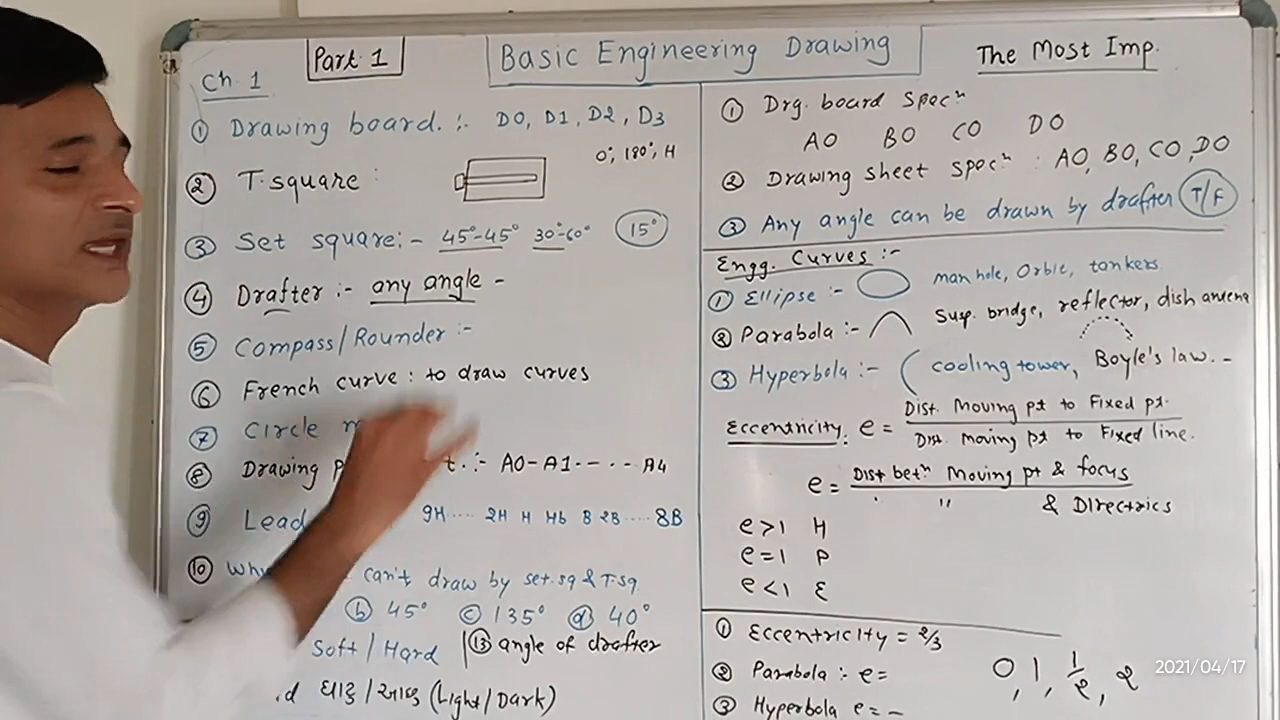 Part 1
Basic Engineering Drawing
The Most Imp.
Ch. 1
① Drawing board. :- D0, D1, D2, D3
0°, 180°, H
② T. square :
③ Set square :- 45°-45° 30°-60° 15°
④ Drafter :- any angle -
⑤ Compass/Rounder :-
⑥ French curve : to draw curves
⑦ Circle
⑧ Drawing t. :- A0-A1---- A4
⑨ Lead 9H.... 2H H Hb B 2B..... 8B
⑩ can't draw by set. sq & T-sq
ⓑ 45° ⓒ 135° ⓓ 40°
Soft/Hard ⑬ angle of drafter
(Light/Dark)
① Drg. board Specⁿ
A0 B0 C0 D0
② Drawing sheet specⁿ : A0, B0, C0, D0
③ Any angle can be drawn by drafter T/F
Engg. Curves :-
① Ellipse :- man hole, Orbit, tankers
② Parabola :- Susp. bridge, reflector, dish antena
③ Hyperbola :- cooling tower, Boyle's law. -
Eccentricity : e = Dist. Moving pt to Fixed pt.
Dist. Moving pt to Fixed line.
e = Dist betⁿ Moving pt & focus
" & Directrics
e>1 H
e=1 P
e<1 E
① Eccentricity = 2/3
② Parabola :- e=
0, 1, 1/2, 2
③ Hyperbola e= -
2021/04/17